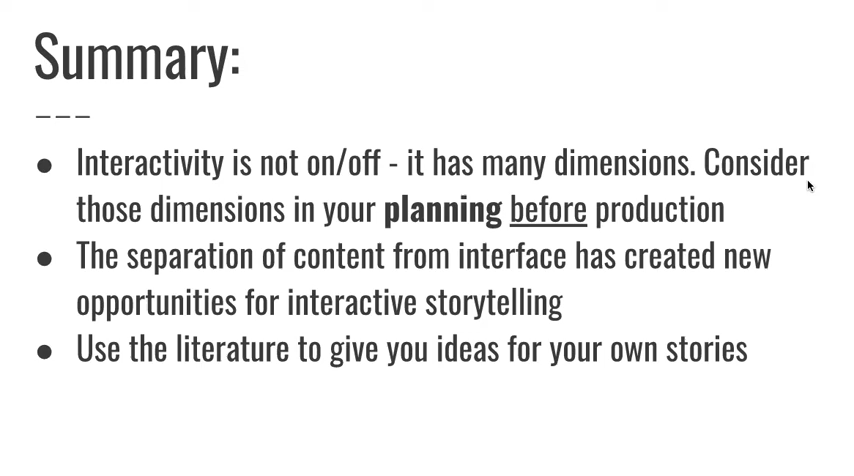 Summary:
---
● Interactivity is not on/off - it has many dimensions. Consider
those dimensions in your planning before production
● The separation of content from interface has created new
opportunities for interactive storytelling
● Use the literature to give you ideas for your own stories